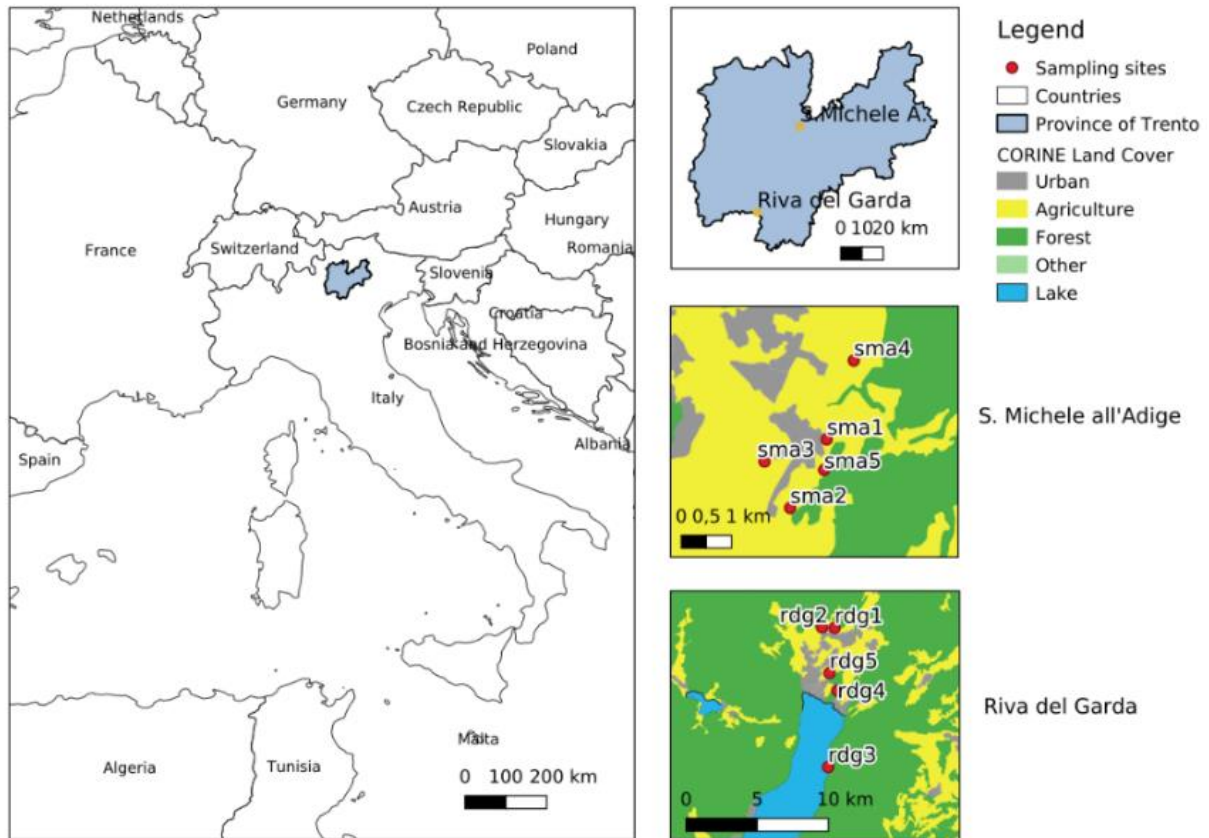 Netherlands
Poland
Germany
Czech Republic
Slovakia
Austria
Hungary
France
Switzerland
Romania
Slovenia
Croatia
Bosnia and Herzegovina
Italy
Spain
Albania
Malta
Algeria
Tunisia
0 100 200 km
S.Michele A.
Riva del Garda
0 1020 km
Legend
Sampling sites
Countries
Province of Trento
CORINE Land Cover
Urban
Agriculture
Forest
Other
Lake
sma4
sma1
sma3
sma5
sma2
0 0,5 1 km
S. Michele all'Adige
rdg2 rdg1
rdg5
rdg4
rdg3
0 5 10 km
Riva del Garda